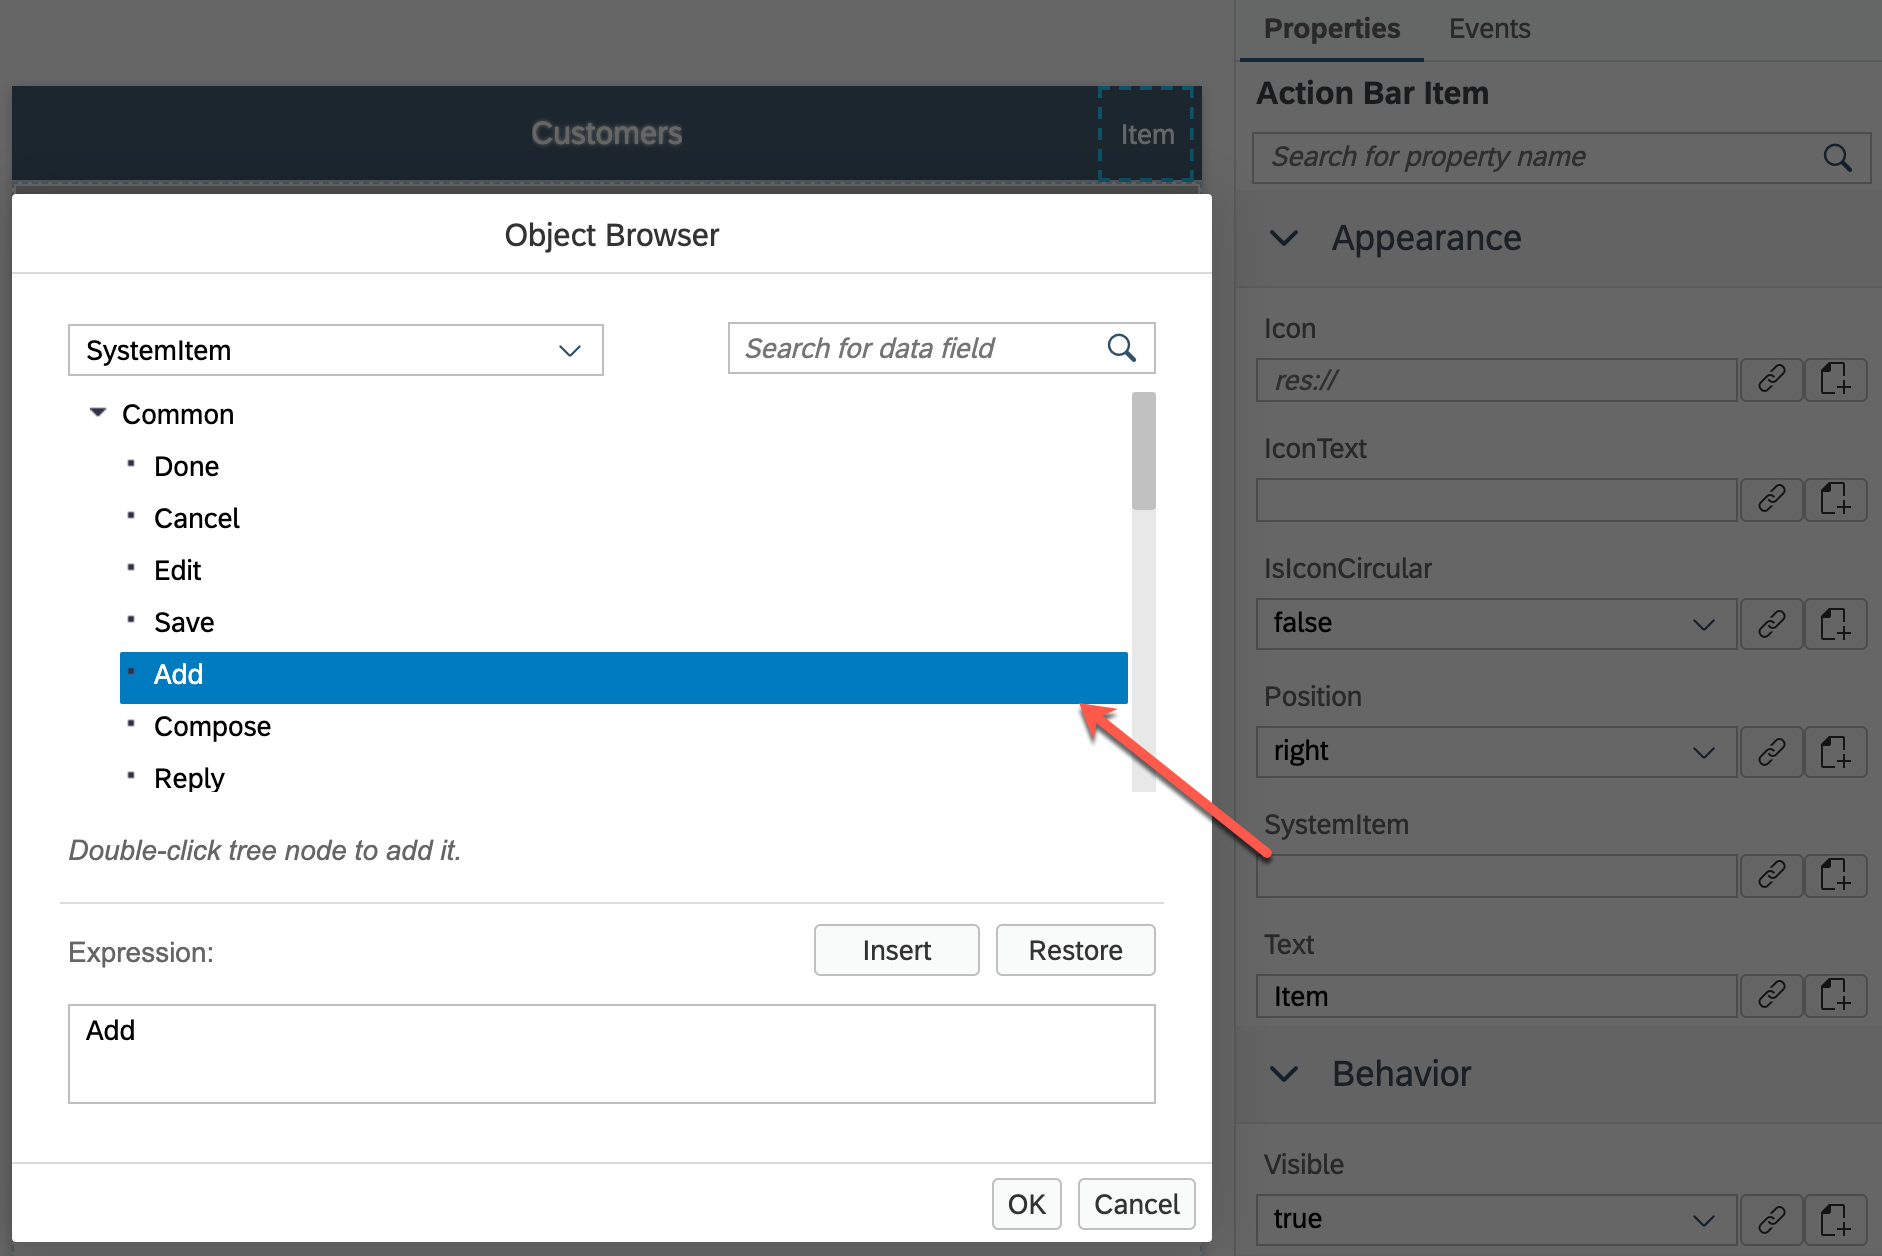 Customers
Item
Object Browser
SystemItem
Search for data field
Common
Done
Cancel
Edit
Save
Add
Compose
Reply
Double-click tree node to add it.
Expression:
Insert
Restore
Add
OK
Cancel
Properties
Events
Action Bar Item
Search for property name
Appearance
Icon
res://
IconText
IsIconCircular
false
Position
right
SystemItem
Text
Item
Behavior
Visible
true